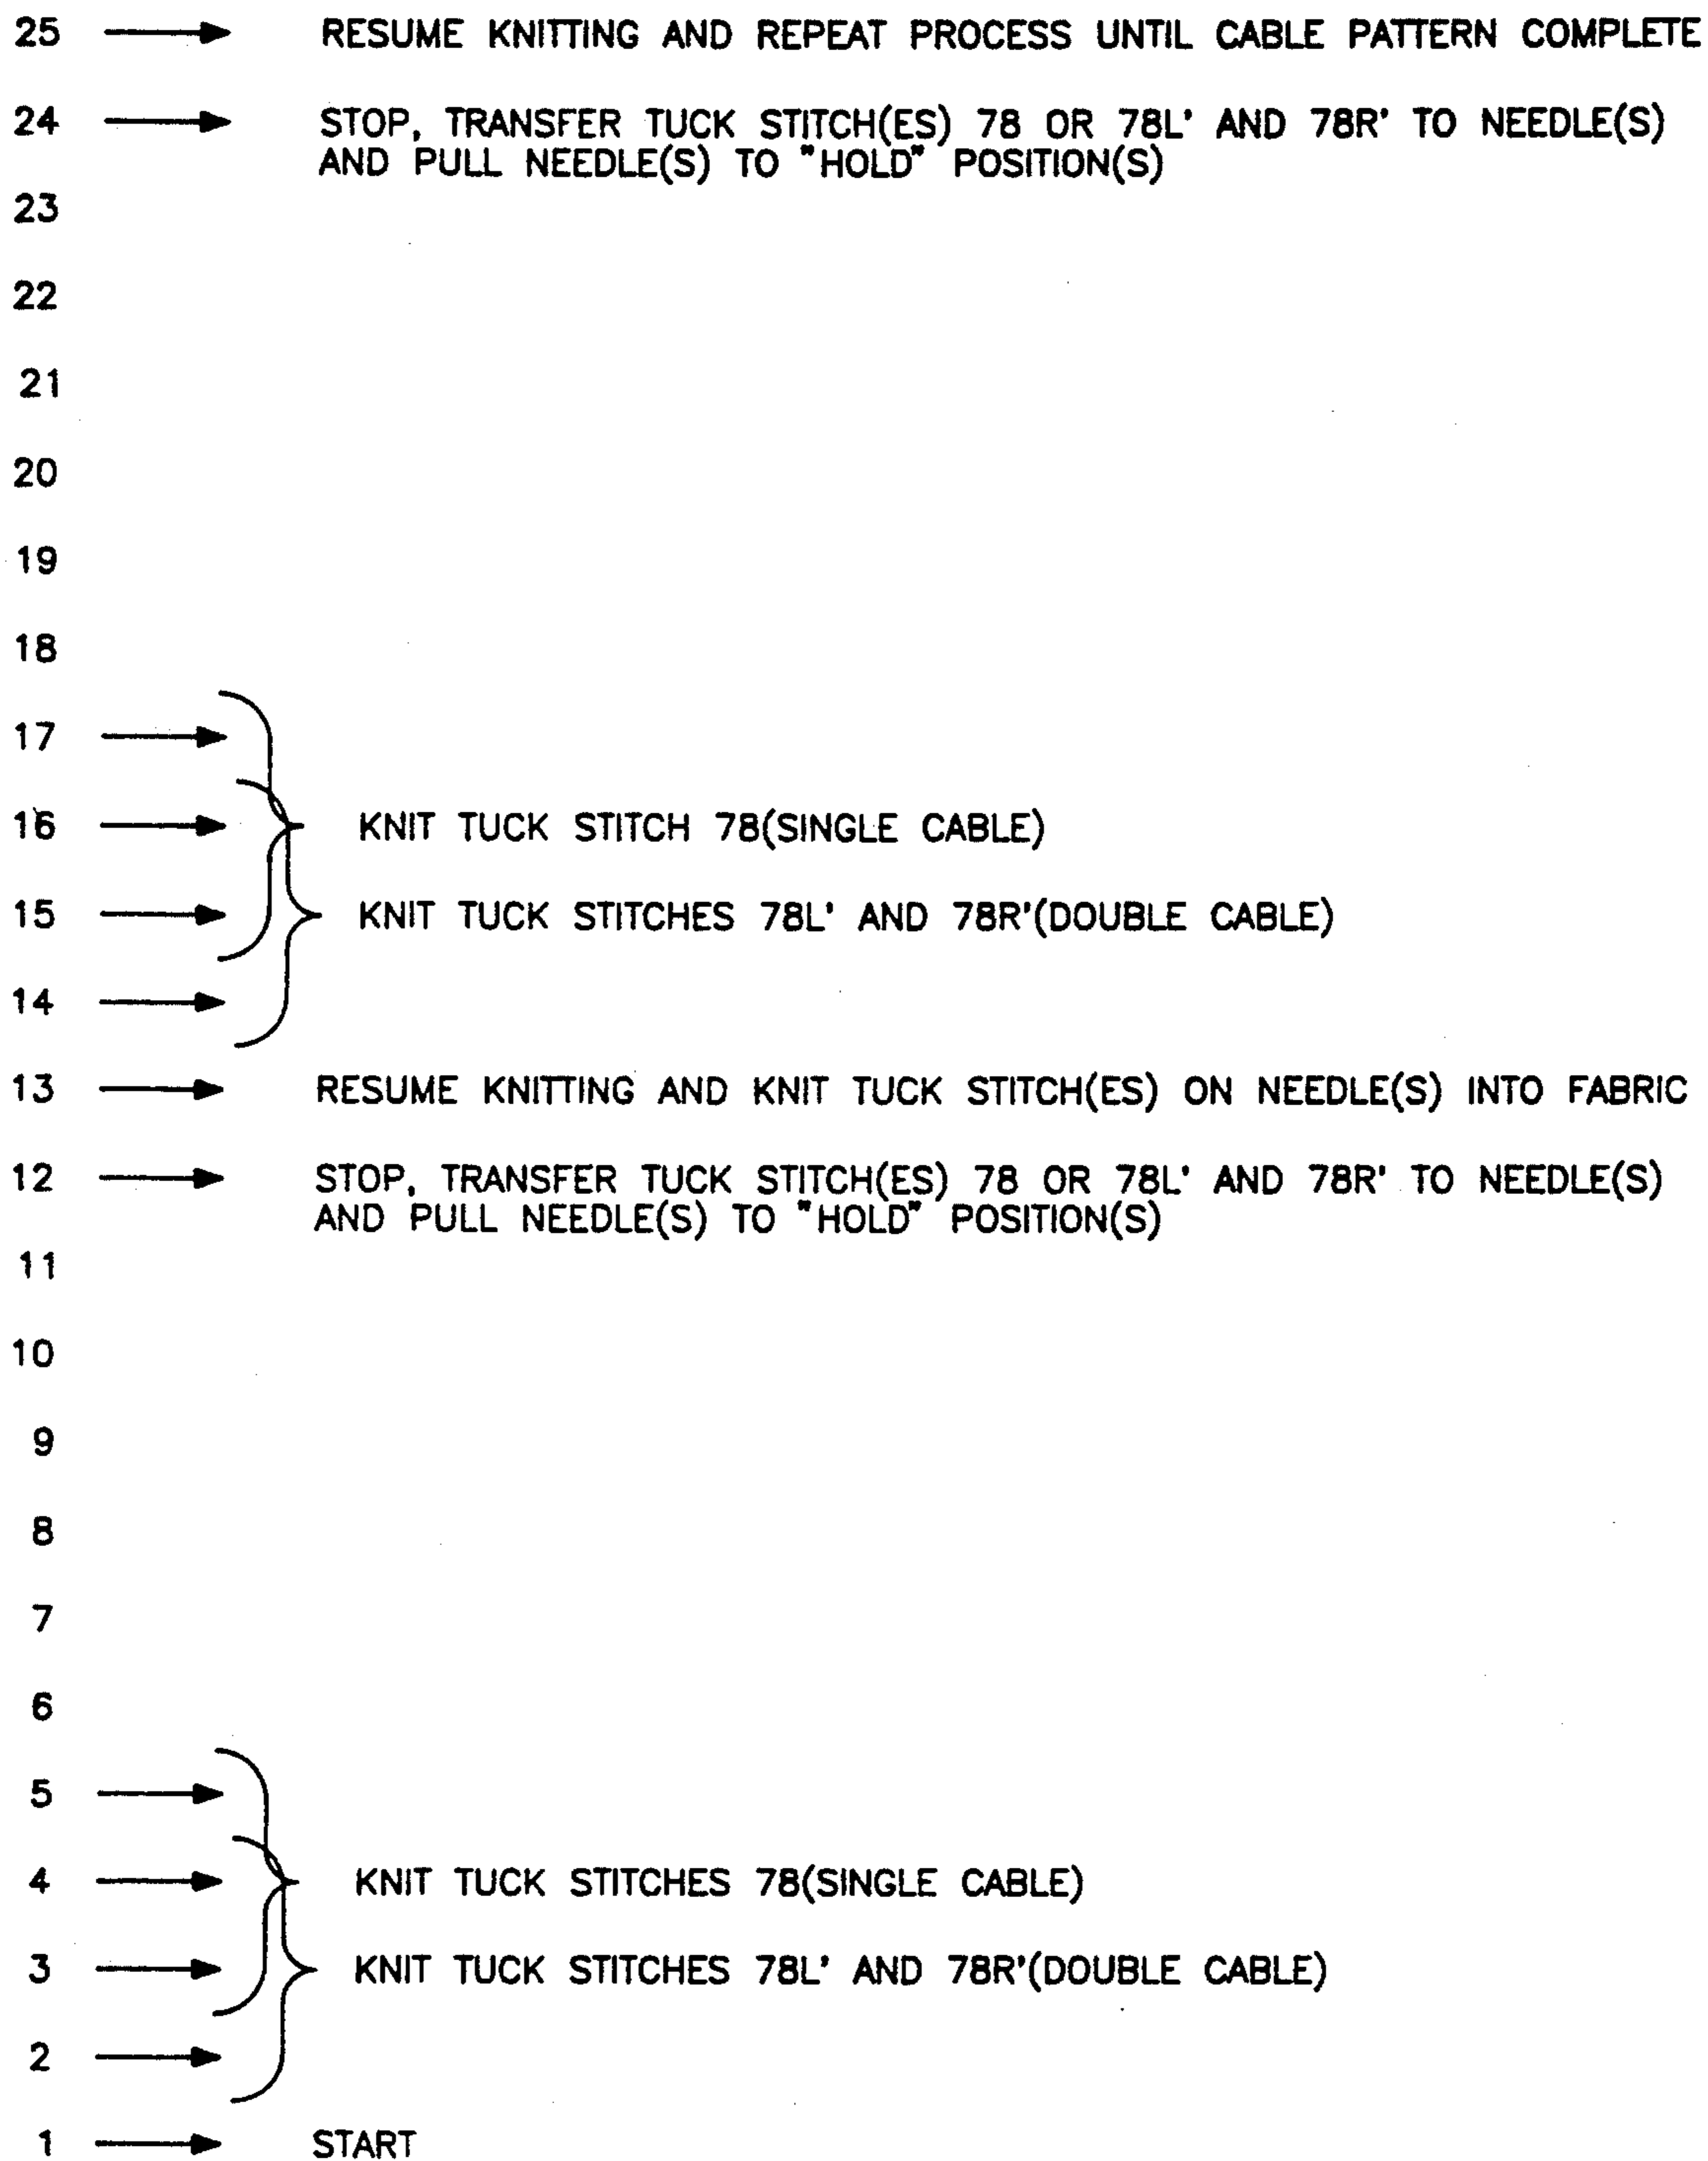 25 RESUME KNITTING AND REPEAT PROCESS UNTIL CABLE PATTERN COMPLETE
24 STOP, TRANSFER TUCK STITCH(ES) 78 OR 78L' AND 78R' TO NEEDLE(S)
AND PULL NEEDLE(S) TO "HOLD" POSITION(S)
23
22
21
20
19
18
17
16 KNIT TUCK STITCH 78(SINGLE CABLE)
15 KNIT TUCK STITCHES 78L' AND 78R'(DOUBLE CABLE)
14
13 RESUME KNITTING AND KNIT TUCK STITCH(ES) ON NEEDLE(S) INTO FABRIC
12 STOP, TRANSFER TUCK STITCH(ES) 78 OR 78L' AND 78R' TO NEEDLE(S)
AND PULL NEEDLE(S) TO "HOLD" POSITION(S)
11
10
9
8
7
6
5
4 KNIT TUCK STITCHES 78(SINGLE CABLE)
3 KNIT TUCK STITCHES 78L' AND 78R'(DOUBLE CABLE)
2
1 START